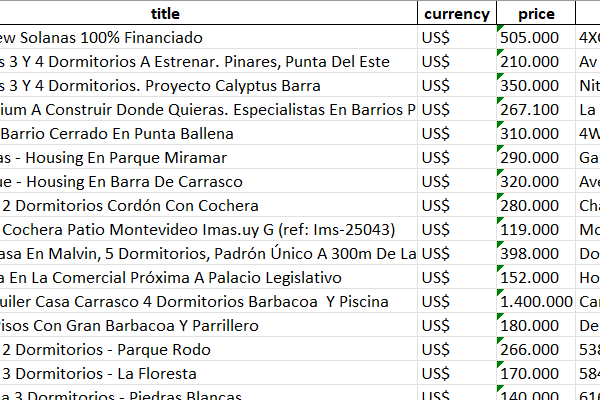 title currency price
ew Solanas 100% Financiado US$ 505.000 4X
s 3 Y 4 Dormitorios A Estrenar. Pinares, Punta Del Este US$ 210.000 Av
s 3 Y 4 Dormitorios. Proyecto Calyptus Barra US$ 350.000 Nit
ium A Construir Donde Quieras. Especialistas En Barrios P US$ 267.100 La
Barrio Cerrado En Punta Ballena US$ 310.000 4W
as - Housing En Parque Miramar US$ 290.000 Ga
ue - Housing En Barra De Carrasco US$ 320.000 Ave
2 Dormitorios Cordón Con Cochera US$ 280.000 Cha
Cochera Patio Montevideo Imas.uy G (ref: Ims-25043) US$ 119.000 Mo
asa En Malvin, 5 Dormitorios, Padrón Único A 300m De La US$ 398.000 Do
a En La Comercial Próxima A Palacio Legislativo US$ 152.000 Ho
uiler Casa Carrasco 4 Dormitorios Barbacoa Y Piscina US$ 1.400.000 Car
isos Con Gran Barbacoa Y Parrillero US$ 180.000 De
2 Dormitorios - Parque Rodo US$ 266.000 538
3 Dormitorios - La Floresta US$ 170.000 584
a 3 Dormitorios - Piedras Blancas US$ 140.000 616